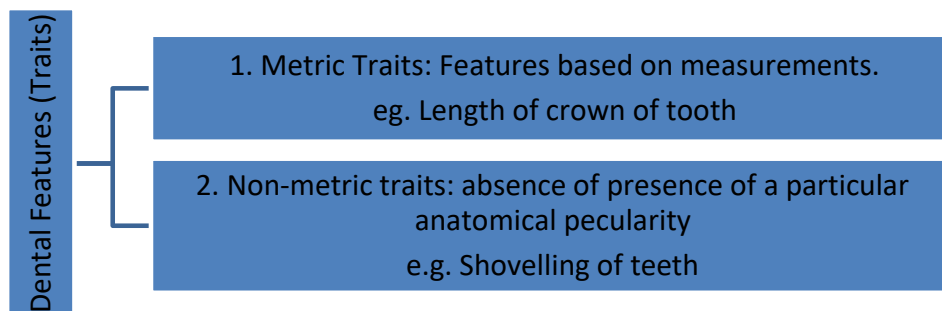 Dental Features (Traits)
1. Metric Traits: Features based on measurements.
eg. Length of crown of tooth
2. Non-metric traits: absence of presence of a particular
anatomical pecularity
e.g. Shovelling of teeth